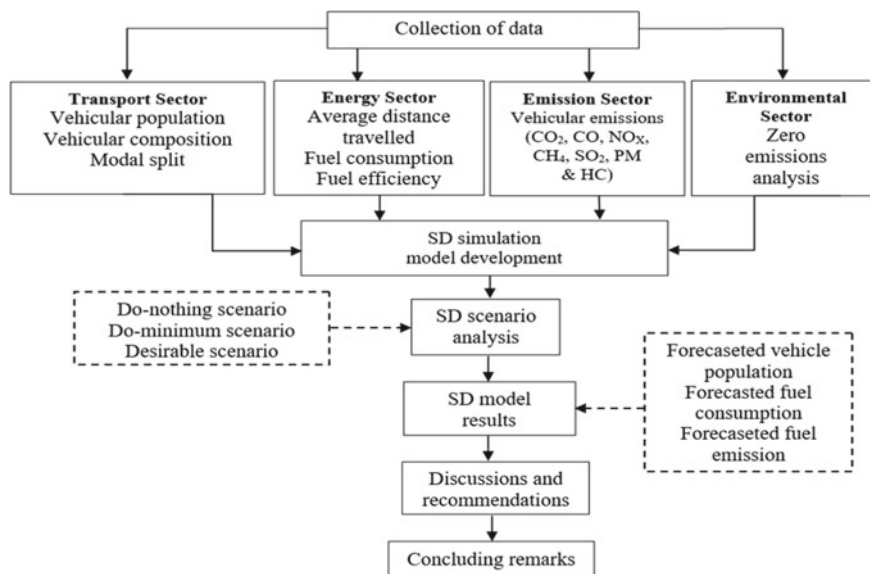 Collection of data
Transport Sector
Vehicular population
Vehicular composition
Modal split
Energy Sector
Average distance
travelled
Fuel consumption
Fuel efficiency
Emission Sector
Vehicular emissions
(CO₂, CO, NOₓ,
CH₄, SO₂, PM
& HC)
Environmental
Sector
Zero
emissions
analysis
SD simulation
model development
Do-nothing scenario
Do-minimum scenario
Desirable scenario
SD scenario
analysis
Forecaseted vehicle
population
Forecasted fuel
consumption
Forecaseted fuel
emission
SD model
results
Discussions and
recommendations
Concluding remarks